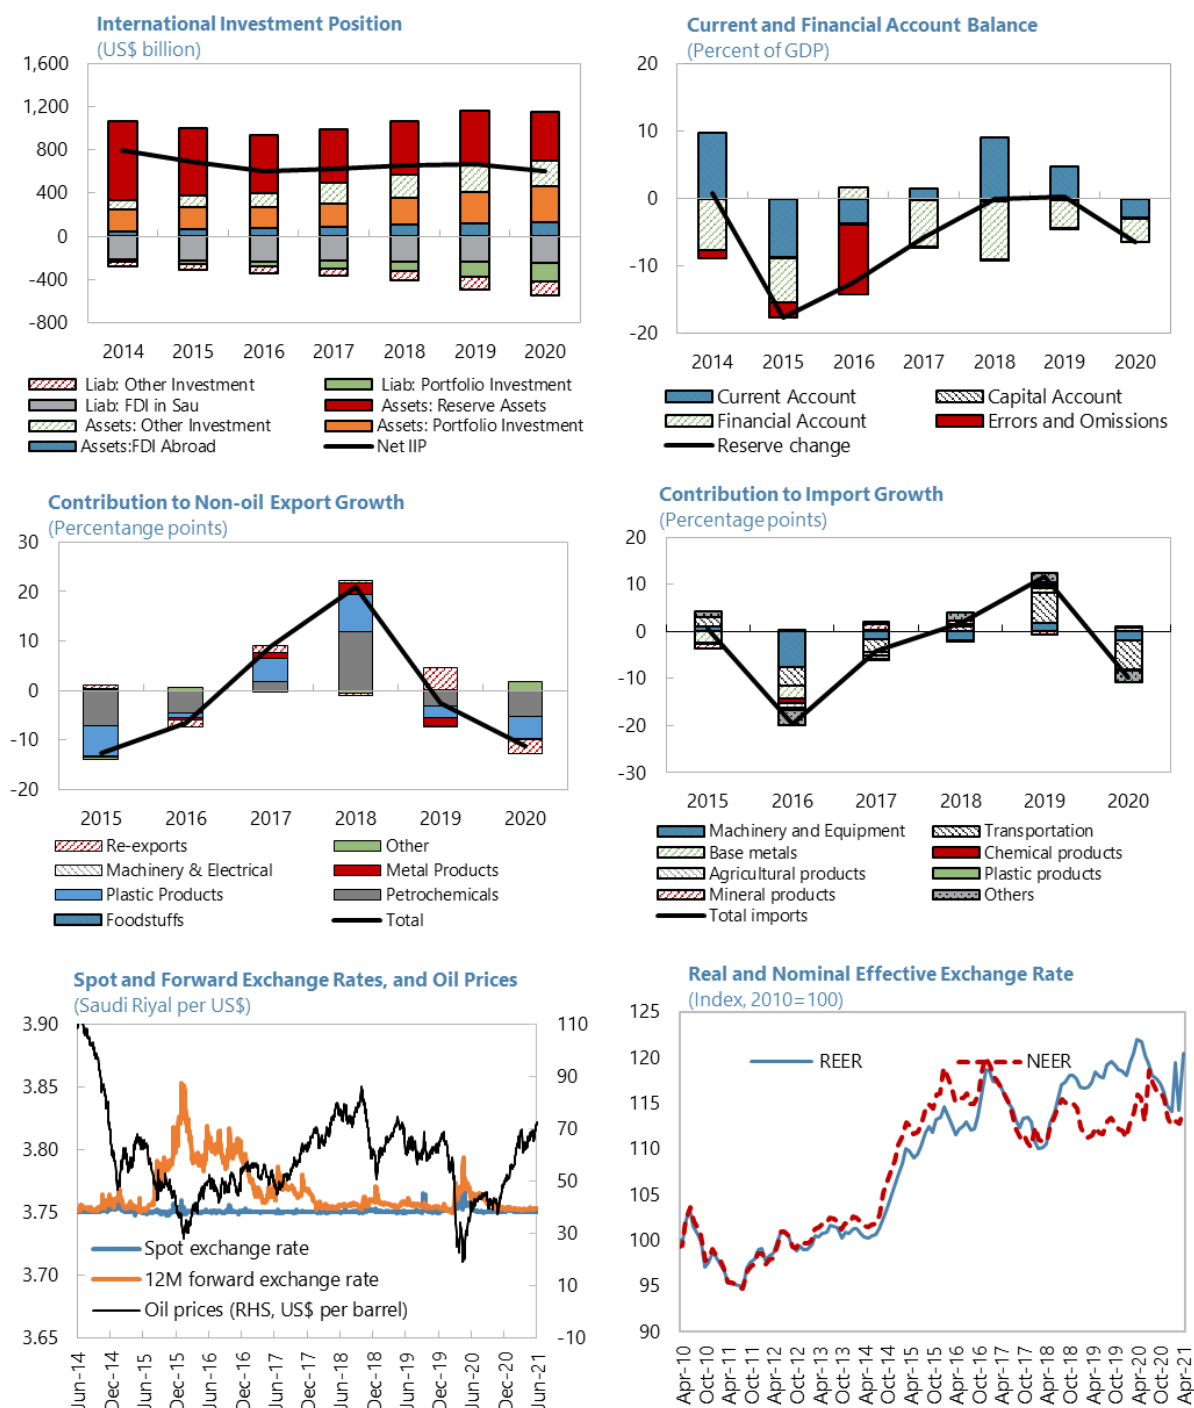 International Investment Position
(US$ billion)
1,600
1,200
800
400
0
-400
-800
2014 2015 2016 2017 2018 2019 2020
Liab: Other Investment Liab: Portfolio Investment
Liab: FDI in Sau Assets: Reserve Assets
Assets: Other Investment Assets: Portfolio Investment
Assets:FDI Abroad Net IIP
Current and Financial Account Balance
(Percent of GDP)
20
10
0
-10
-20
2014 2015 2016 2017 2018 2019 2020
Current Account Capital Account
Financial Account Errors and Omissions
Reserve change
Contribution to Non-oil Export Growth
(Percentange points)
30
20
10
0
-10
-20
2015 2016 2017 2018 2019 2020
Re-exports Other
Machinery & Electrical Metal Products
Plastic Products Petrochemicals
Foodstuffs Total
Contribution to Import Growth
(Percentage points)
20
10
0
-10
-20
-30
2015 2016 2017 2018 2019 2020
Machinery and Equipment Transportation
Base metals Chemical products
Agricultural products Plastic products
Mineral products Others
Total imports
Spot and Forward Exchange Rates, and Oil Prices
(Saudi Riyal per US$)
3.90 110
3.85 90
3.80 70
3.75 50
3.70 30
3.65 10
-10
Spot exchange rate
12M forward exchange rate
Oil prices (RHS, US$ per barrel)
Jun-14 Dec-14 Jun-15 Dec-15 Jun-16 Dec-16 Jun-17 Dec-17 Jun-18 Dec-18 Jun-19 Dec-19 Jun-20 Dec-20 Jun-21
Real and Nominal Effective Exchange Rate
(Index, 2010=100)
125
120
115
110
105
100
95
90
REER NEER
Apr-10 Oct-10 Apr-11 Oct-11 Apr-12 Oct-12 Apr-13 Oct-13 Apr-14 Oct-14 Apr-15 Oct-15 Apr-16 Oct-16 Apr-17 Oct-17 Apr-18 Oct-18 Apr-19 Oct-19 Apr-20 Oct-20 Apr-21